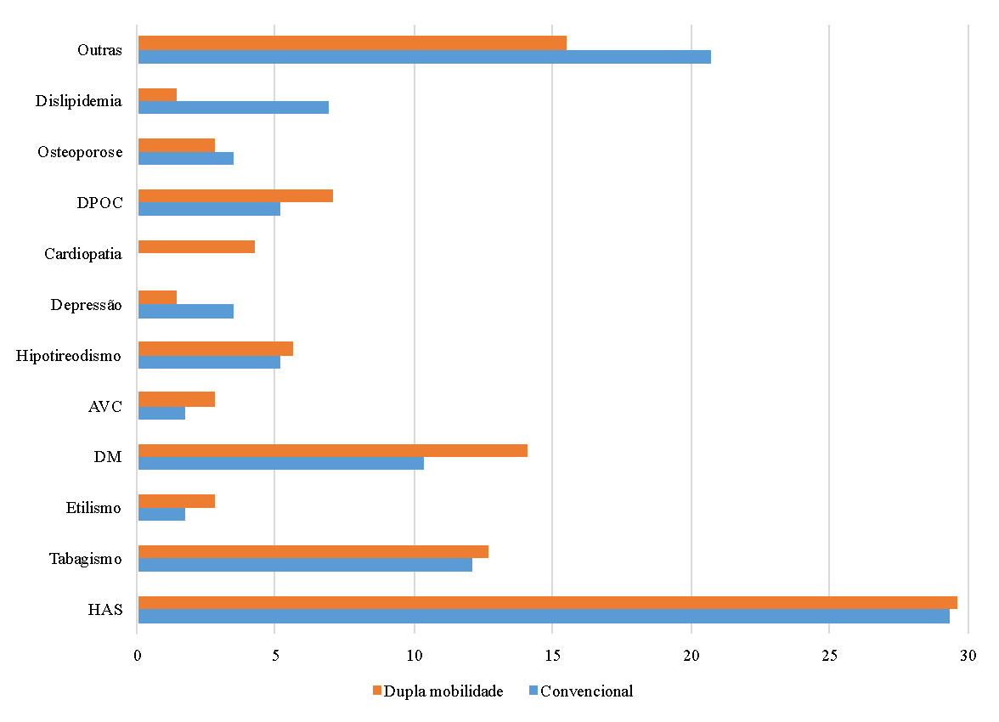 Outras
Dislipidemia
Osteoporose
DPOC
Cardiopatia
Depressão
Hipotireodismo
AVC
DM
Etilismo
Tabagismo
HAS
0 5 10 15 20 25 30
Dupla mobilidade Convencional